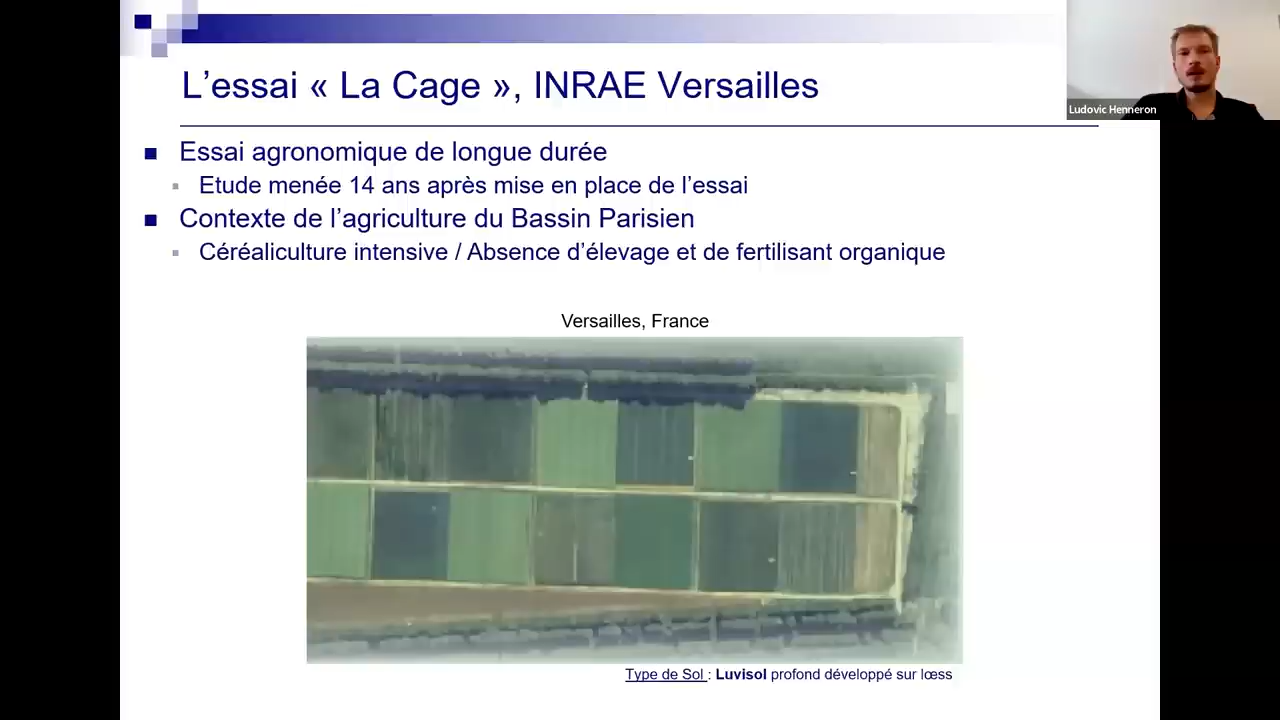 L'essai « La Cage », INRAE Versailles
Ludovic Henneron
Essai agronomique de longue durée
Etude menée 14 ans après mise en place de l'essai
Contexte de l'agriculture du Bassin Parisien
Céréaliculture intensive / Absence d'élevage et de fertilisant organique
Versailles, France
Type de Sol : Luvisol profond développé sur lœss